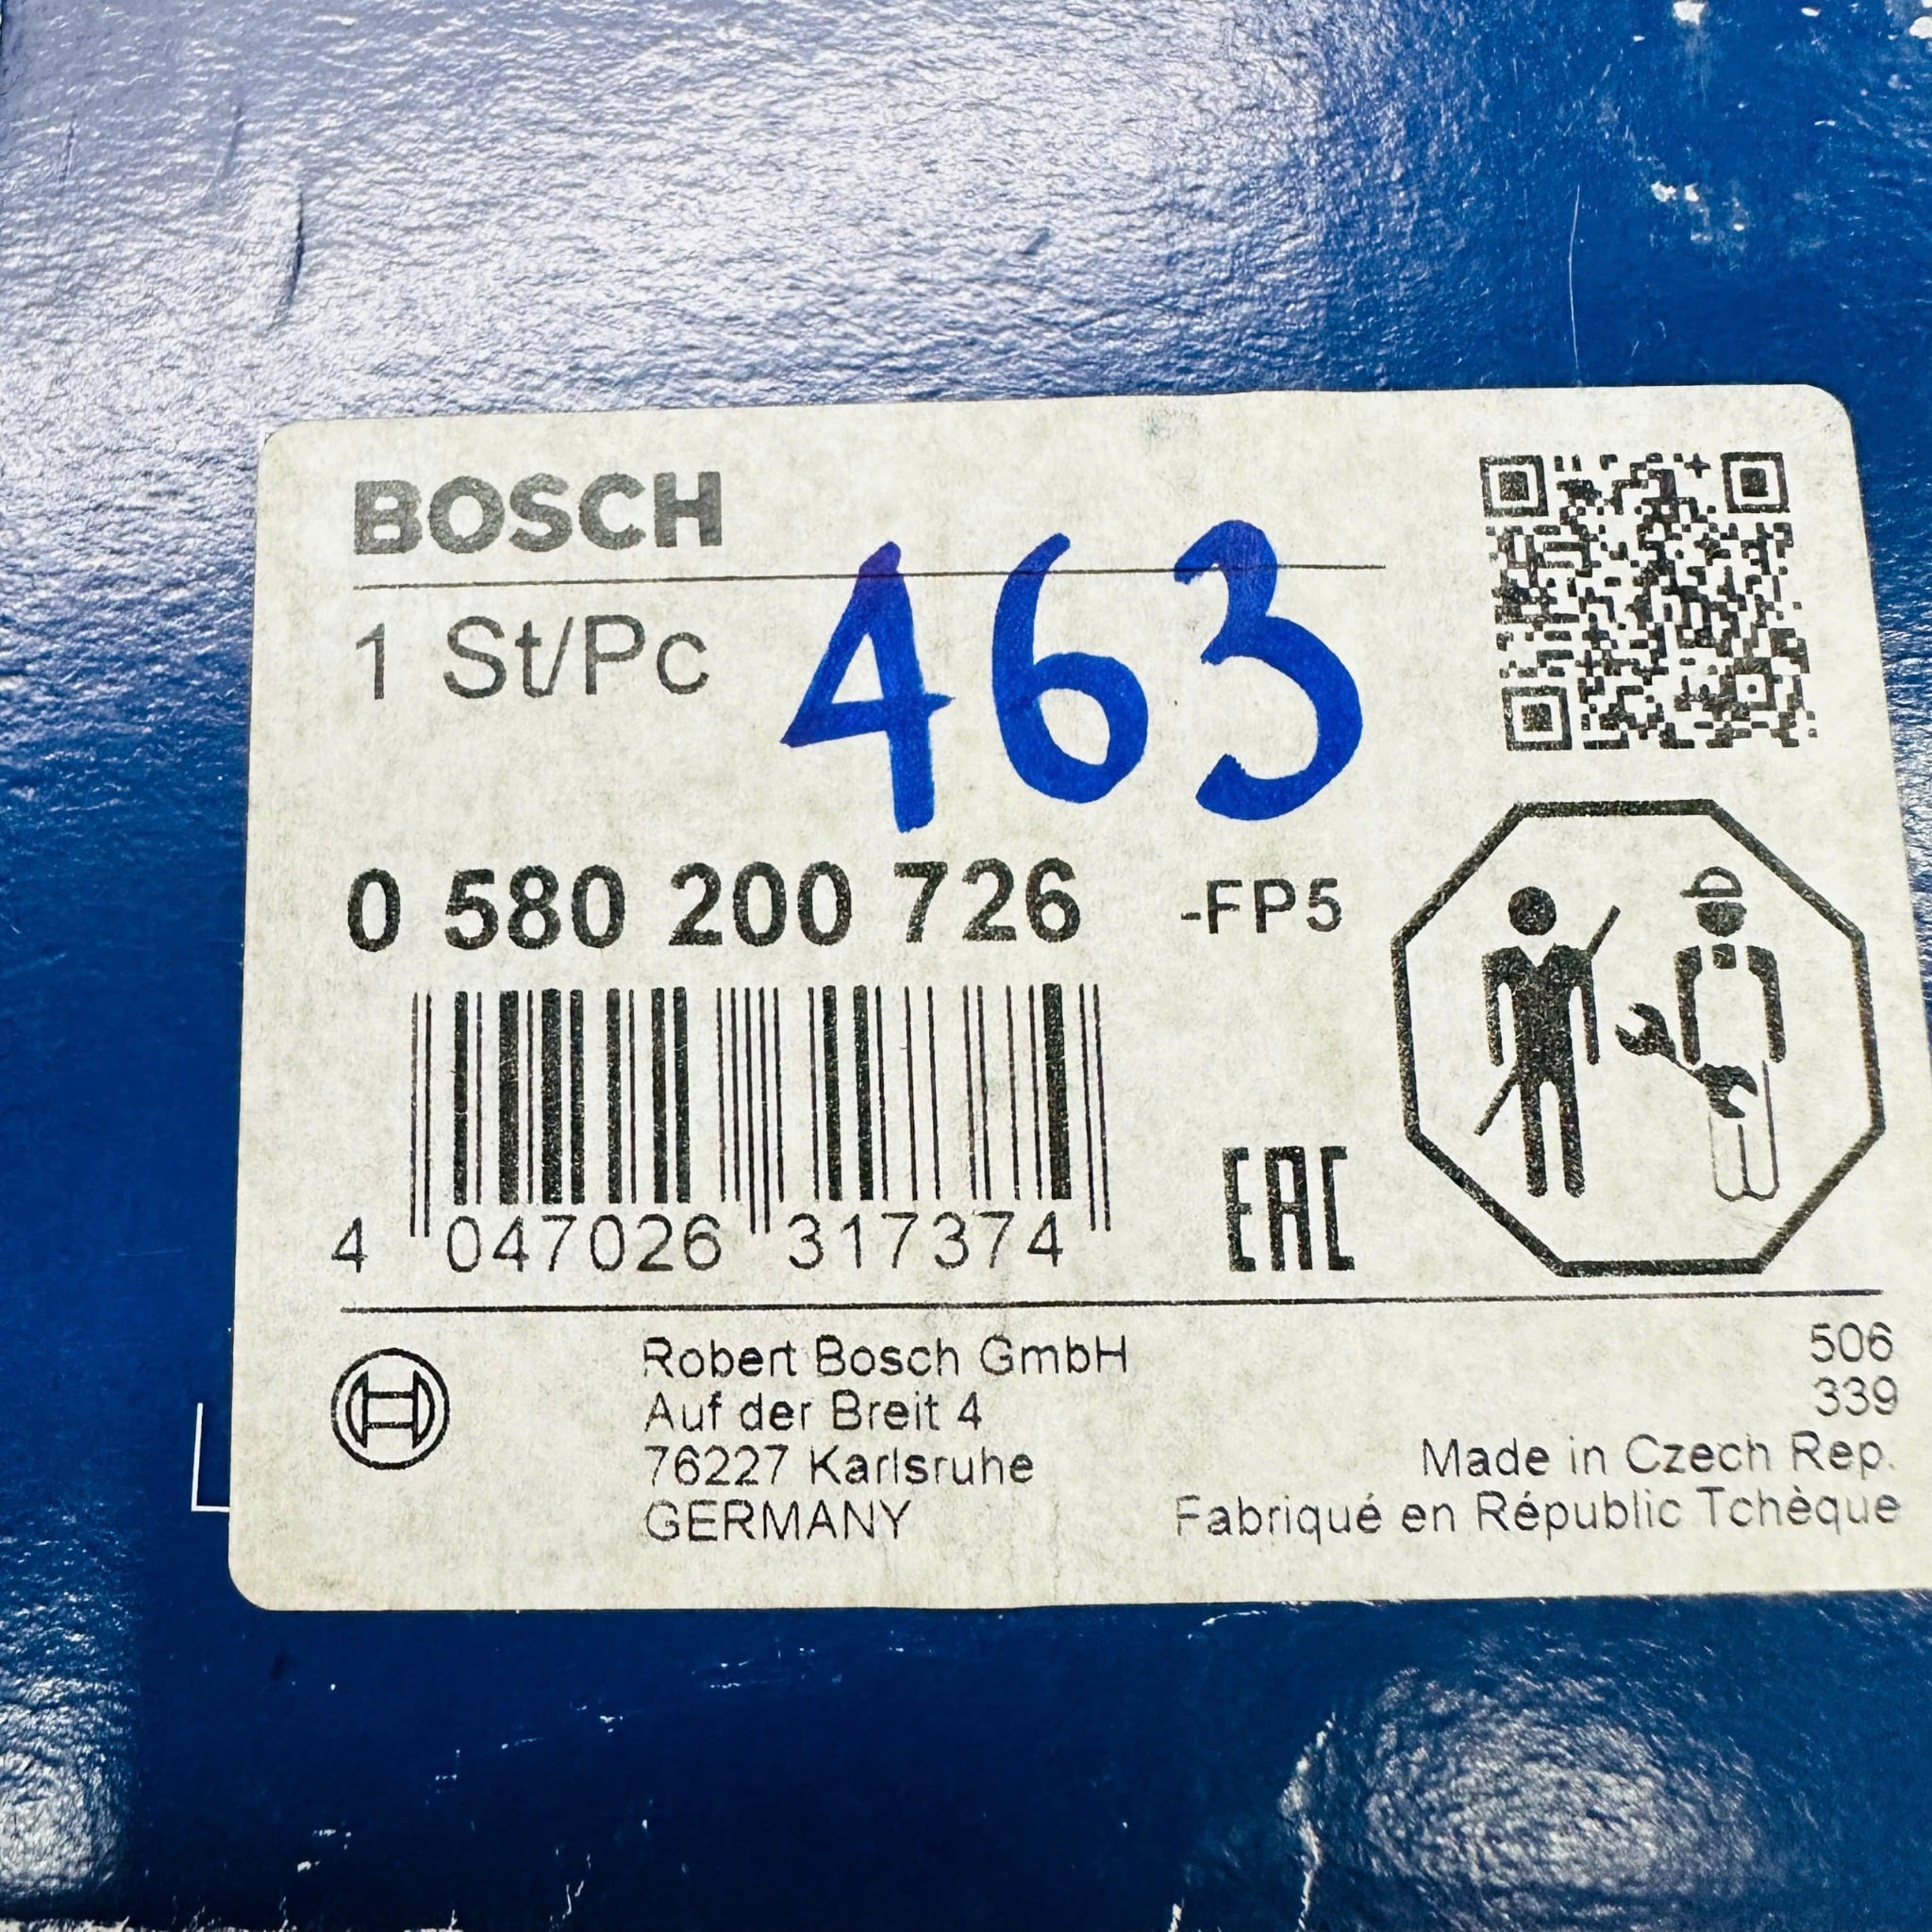 BOSCH
1 St/Pc
463
0 580 200 726 -FP5
4 047026 317374
EAC
Robert Bosch GmbH
Auf der Breit 4
76227 Karlsruhe
GERMANY
506
339
Made in Czech Rep.
Fabriqué en République Tchèque